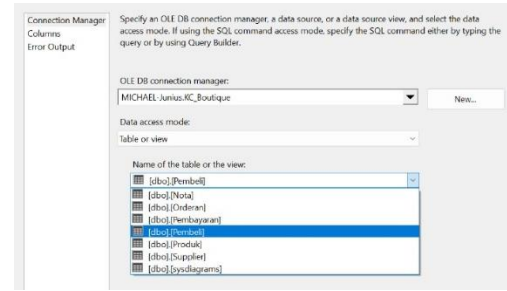 Connection Manager
Columns
Error Output
Specify an OLE DB connection manager, a data source, or a data source view, and select the data
access mode. If using the SQL command access mode, specify the SQL command either by typing the
query or by using Query Builder.
OLE DB connection manager:
MICHAEL-Junius.KC_Boutique
New...
Data access mode:
Table or view
Name of the table or the view:
[dbo].[Pembeli]
[dbo].[Nota]
[dbo].[Orderan]
[dbo].[Pembayaran]
[dbo].[Pembeli]
[dbo].[Produk]
[dbo].[Supplier]
[dbo].[sysdiagrams]